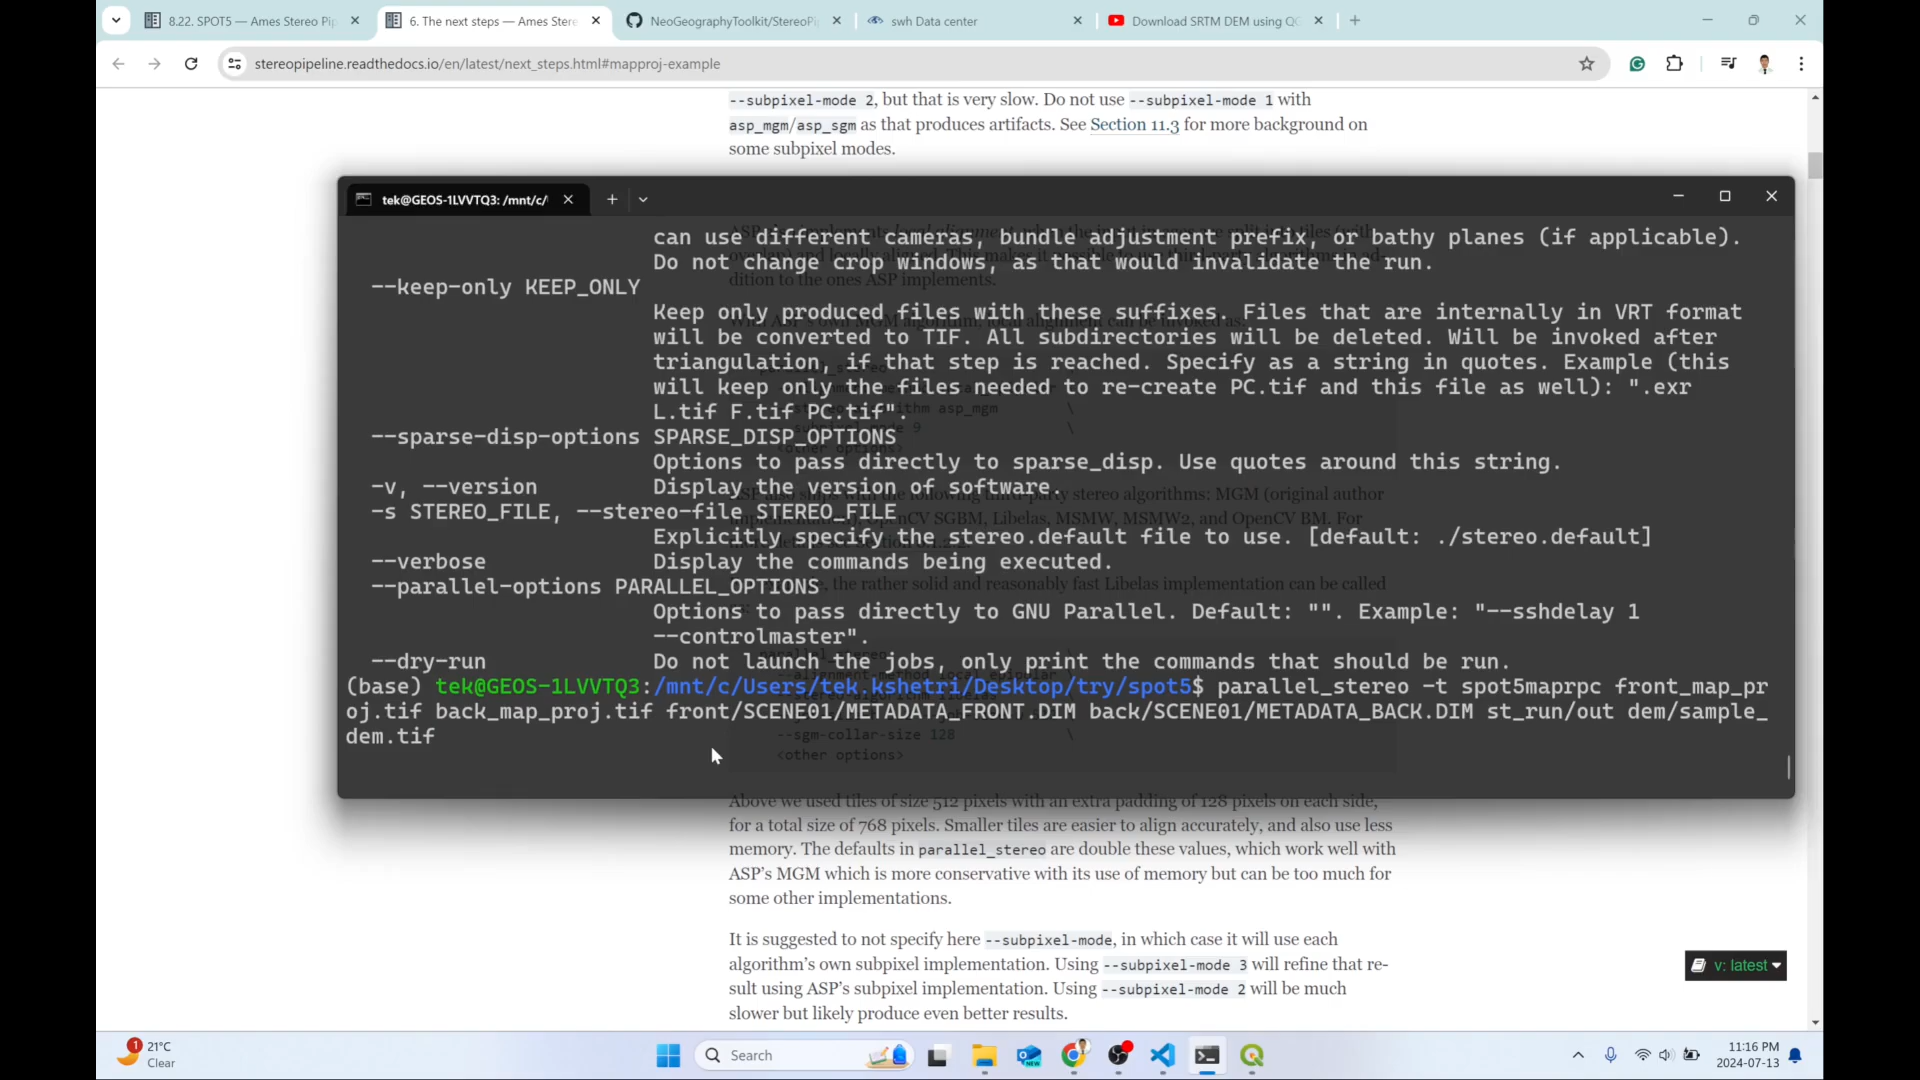 8.22. SPOT5 — Ames Stereo Pip
6. The next steps — Ames Stere
NeoGeographyToolkit/StereoPip
swh Data center
Download SRTM DEM using QG
stereopipeline.readthedocs.io/en/latest/next_steps.html#mapproj-example
--subpixel-mode 2, but that is very slow. Do not use --subpixel-mode 1 with
asp_mgm/asp_sgm as that produces artifacts. See Section 11.3 for more background on
some subpixel modes.
tek@GEOS-1LVVTQ3: /mnt/c/
can use different cameras, bundle adjustment prefix, or bathy planes (if applicable).
Do not change crop windows, as that would invalidate the run.
--keep-only KEEP_ONLY
Keep only produced files with these suffixes. Files that are internally in VRT format
will be converted to TIF. All subdirectories will be deleted. Will be invoked after
triangulation, if that step is reached. Specify as a string in quotes. Example (this
will keep only the files needed to re-create PC.tif and this file as well): ".exr
L.tif F.tif PC.tif".
--sparse-disp-options SPARSE_DISP_OPTIONS
Options to pass directly to sparse_disp. Use quotes around this string.
-v, --version Display the version of software.
-s STEREO_FILE, --stereo-file STEREO_FILE
Explicitly specify the stereo.default file to use. [default: ./stereo.default]
--verbose Display the commands being executed.
--parallel-options PARALLEL_OPTIONS
Options to pass directly to GNU Parallel. Default: "". Example: "--sshdelay 1
--controlmaster".
--dry-run Do not launch the jobs, only print the commands that should be run.
(base) tek@GEOS-1LVVTQ3:/mnt/c/Users/tek.kshetri/Desktop/try/spot5$ parallel_stereo -t spot5maprpc front_map_pr
oj.tif back_map_proj.tif front/SCENE01/METADATA_FRONT.DIM back/SCENE01/METADATA_BACK.DIM st_run/out dem/sample_
dem.tif
--sgm-collar-size 128 \
<other options>
Above we used tiles of size 512 pixels with an extra padding of 128 pixels on each side,
for a total size of 768 pixels. Smaller tiles are easier to align accurately, and also use less
memory. The defaults in parallel_stereo are double these values, which work well with
ASP's MGM which is more conservative with its use of memory but can be too much for
some other implementations.
It is suggested to not specify here --subpixel-mode, in which case it will use each
algorithm's own subpixel implementation. Using --subpixel-mode 3 will refine that re-
sult using ASP's subpixel implementation. Using --subpixel-mode 2 will be much
slower but likely produce even better results.
v: latest
1
21°C
Clear
Search
11:16 PM
2024-07-13